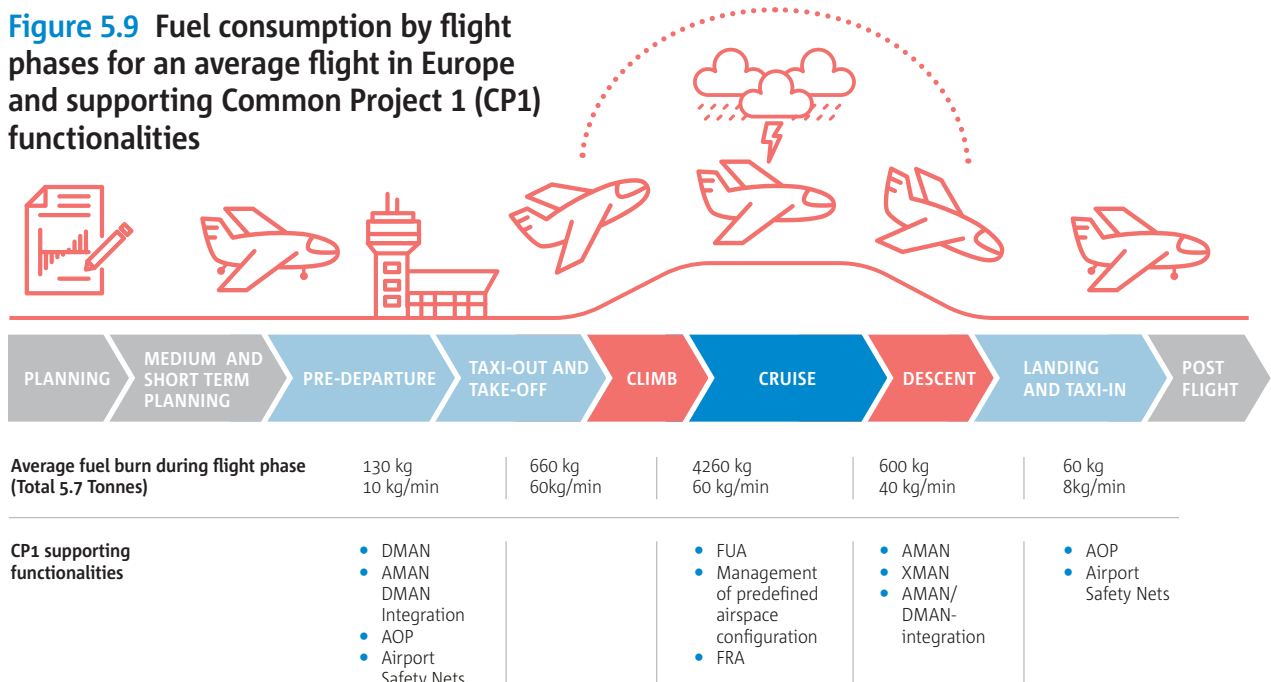 Figure 5.9 Fuel consumption by flight
phases for an average flight in Europe
and supporting Common Project 1 (CP1)
functionalities
PLANNING
MEDIUM AND
SHORT TERM
PLANNING
PRE-DEPARTURE
TAXI-OUT AND
TAKE-OFF
CLIMB
CRUISE
DESCENT
LANDING
AND TAXI-IN
POST
FLIGHT
Average fuel burn during flight phase
(Total 5.7 Tonnes)
130 kg
10 kg/min
660 kg
60kg/min
4260 kg
60 kg/min
600 kg
40 kg/min
60 kg
8kg/min
CP1 supporting
functionalities
• DMAN
• AMAN
DMAN
Integration
• AOP
• Airport
Safety Nets
• FUA
• Management
of predefined
airspace
configuration
• FRA
• AMAN
• XMAN
• AMAN/
DMAN-
integration
• AOP
• Airport
Safety Nets